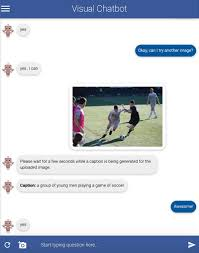 Visual Chatbot
yes
Okay, can I try another image?
yes , i can
Please wait for a few seconds while a caption is being generated for the
uploaded image.
Caption: a group of young men playing a game of soccer
Awesome!
yes
Start typing question here..